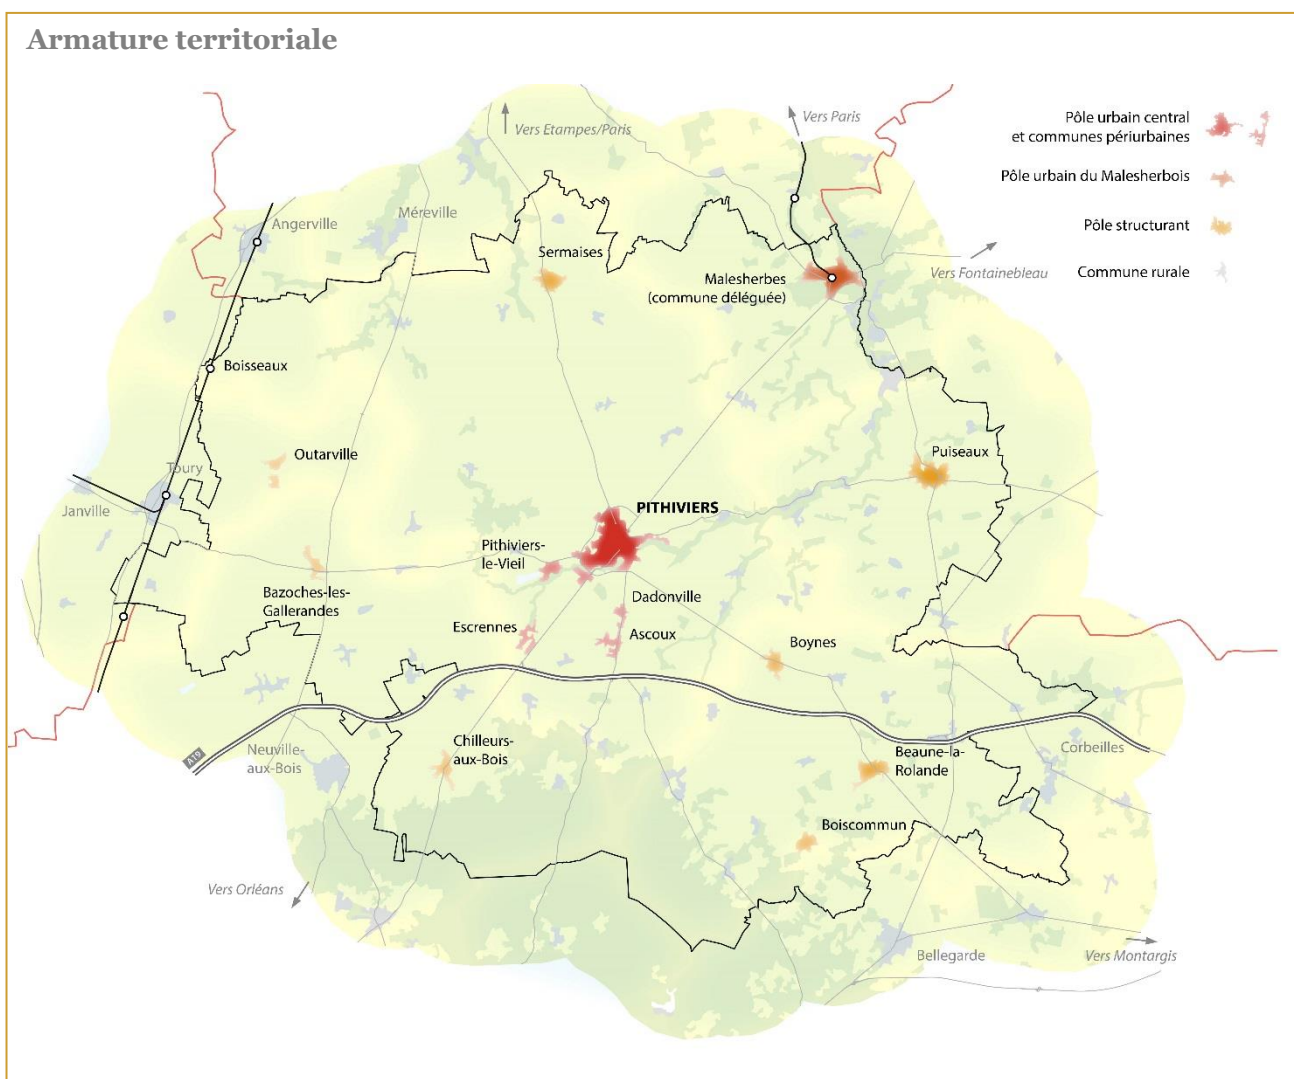 Armature territoriale
Vers Etampes/Paris
Vers Paris
Pôle urbain central
et communes périurbaines
Pôle urbain du Malesherbois
Pôle structurant
Commune rurale
Angerville
Méréville
Sermaises
Malesherbes
(commune déléguée)
Vers Fontainebleau
Boisseaux
Outarville
Toury
Janville
Puiseaux
PITHIVIERS
Pithiviers-
le-Vieil
Bazoches-les-
Gallerandes
Dadonville
Escrennes
Ascoux
Boynes
A19
Neuville-
aux-Bois
Chilleurs-
aux-Bois
Beaune-la-
Rolande
Corbeilles
Boiscommun
Vers Orléans
Bellegarde
Vers Montargis